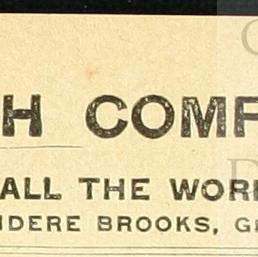 H COMP
ALL THE WOR
NDERE BROOKS, G